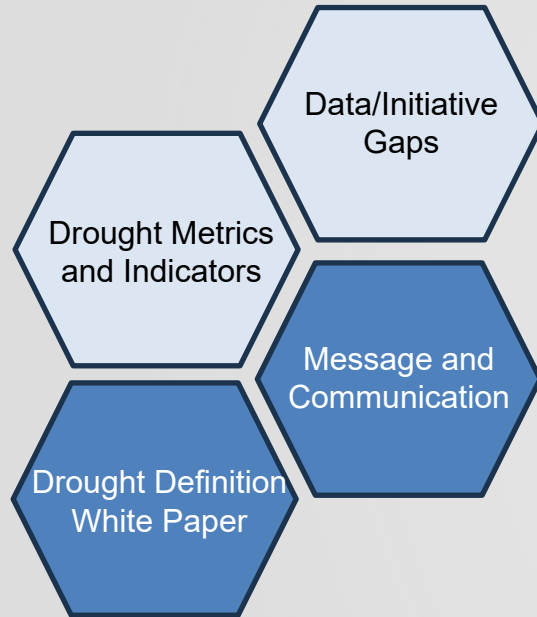 Data/Initiative
Gaps
Drought Metrics
and Indicators
Message and
Communication
Drought Definition
White Paper